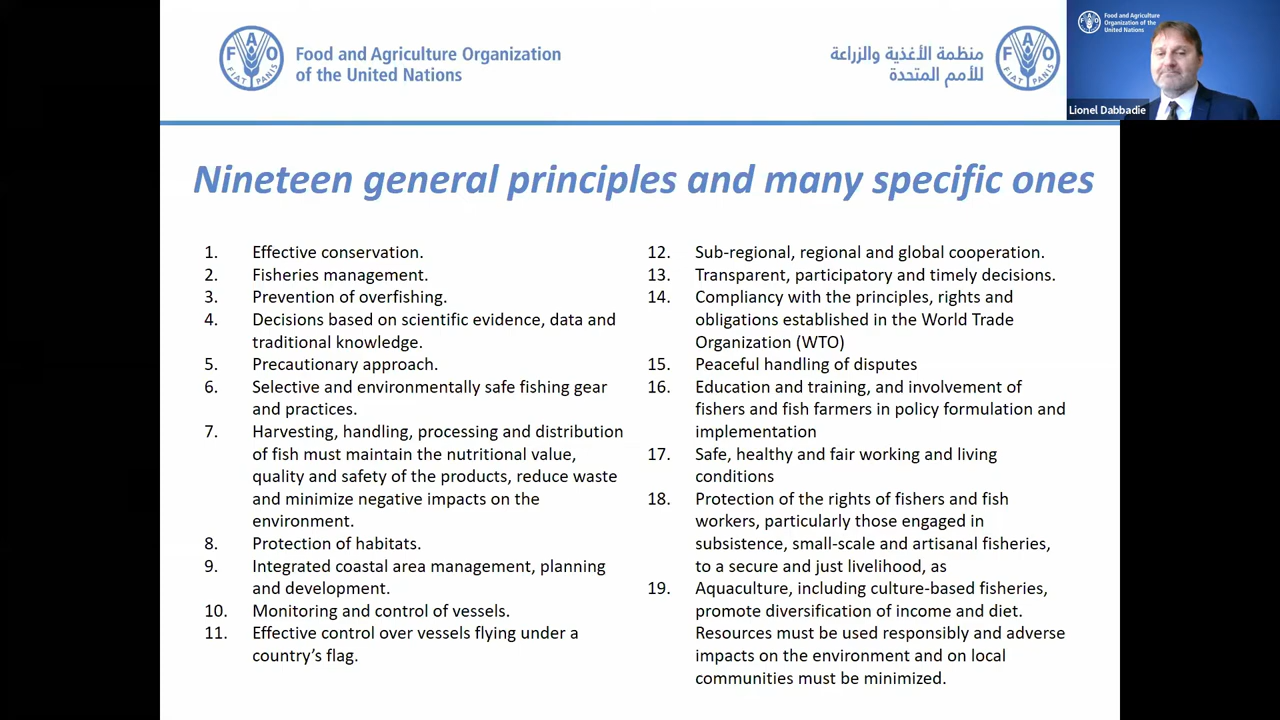 Food and Agriculture Organization
of the United Nations
منظمة الأغذية والزراعة
للأمم المتحدة
F A O
FIAT PANIS
F A O
FIAT PANIS
Food and Agriculture
Organization of the
United Nations
Lionel Dabbadie
Nineteen general principles and many specific ones
1. Effective conservation.
2. Fisheries management.
3. Prevention of overfishing.
4. Decisions based on scientific evidence, data and
traditional knowledge.
5. Precautionary approach.
6. Selective and environmentally safe fishing gear
and practices.
7. Harvesting, handling, processing and distribution
of fish must maintain the nutritional value,
quality and safety of the products, reduce waste
and minimize negative impacts on the
environment.
8. Protection of habitats.
9. Integrated coastal area management, planning
and development.
10. Monitoring and control of vessels.
11. Effective control over vessels flying under a
country's flag.
12. Sub-regional, regional and global cooperation.
13. Transparent, participatory and timely decisions.
14. Compliancy with the principles, rights and
obligations established in the World Trade
Organization (WTO)
15. Peaceful handling of disputes
16. Education and training, and involvement of
fishers and fish farmers in policy formulation and
implementation
17. Safe, healthy and fair working and living
conditions
18. Protection of the rights of fishers and fish
workers, particularly those engaged in
subsistence, small-scale and artisanal fisheries,
to a secure and just livelihood, as
19. Aquaculture, including culture-based fisheries,
promote diversification of income and diet.
Resources must be used responsibly and adverse
impacts on the environment and on local
communities must be minimized.